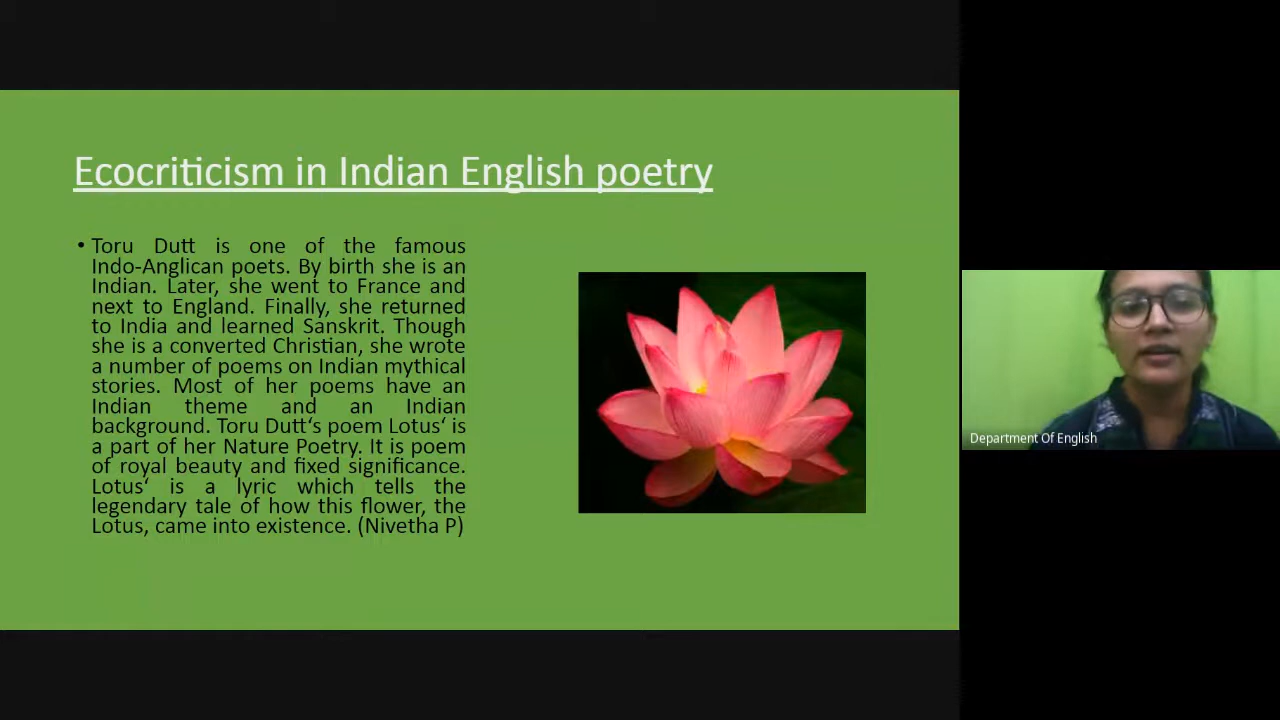 Ecocriticism in Indian English poetry
• Toru Dutt is one of the famous
Indo-Anglican poets. By birth she is an
Indian. Later, she went to France and
next to England. Finally, she returned
to India and learned Sanskrit. Though
she is a converted Christian, she wrote
a number of poems on Indian mythical
stories. Most of her poems have an
Indian theme and an Indian
background. Toru Dutt‘s poem Lotus‘ is
a part of her Nature Poetry. It is poem
of royal beauty and fixed significance.
Lotus‘ is a lyric which tells the
legendary tale of how this flower, the
Lotus, came into existence. (Nivetha P)
Department Of English